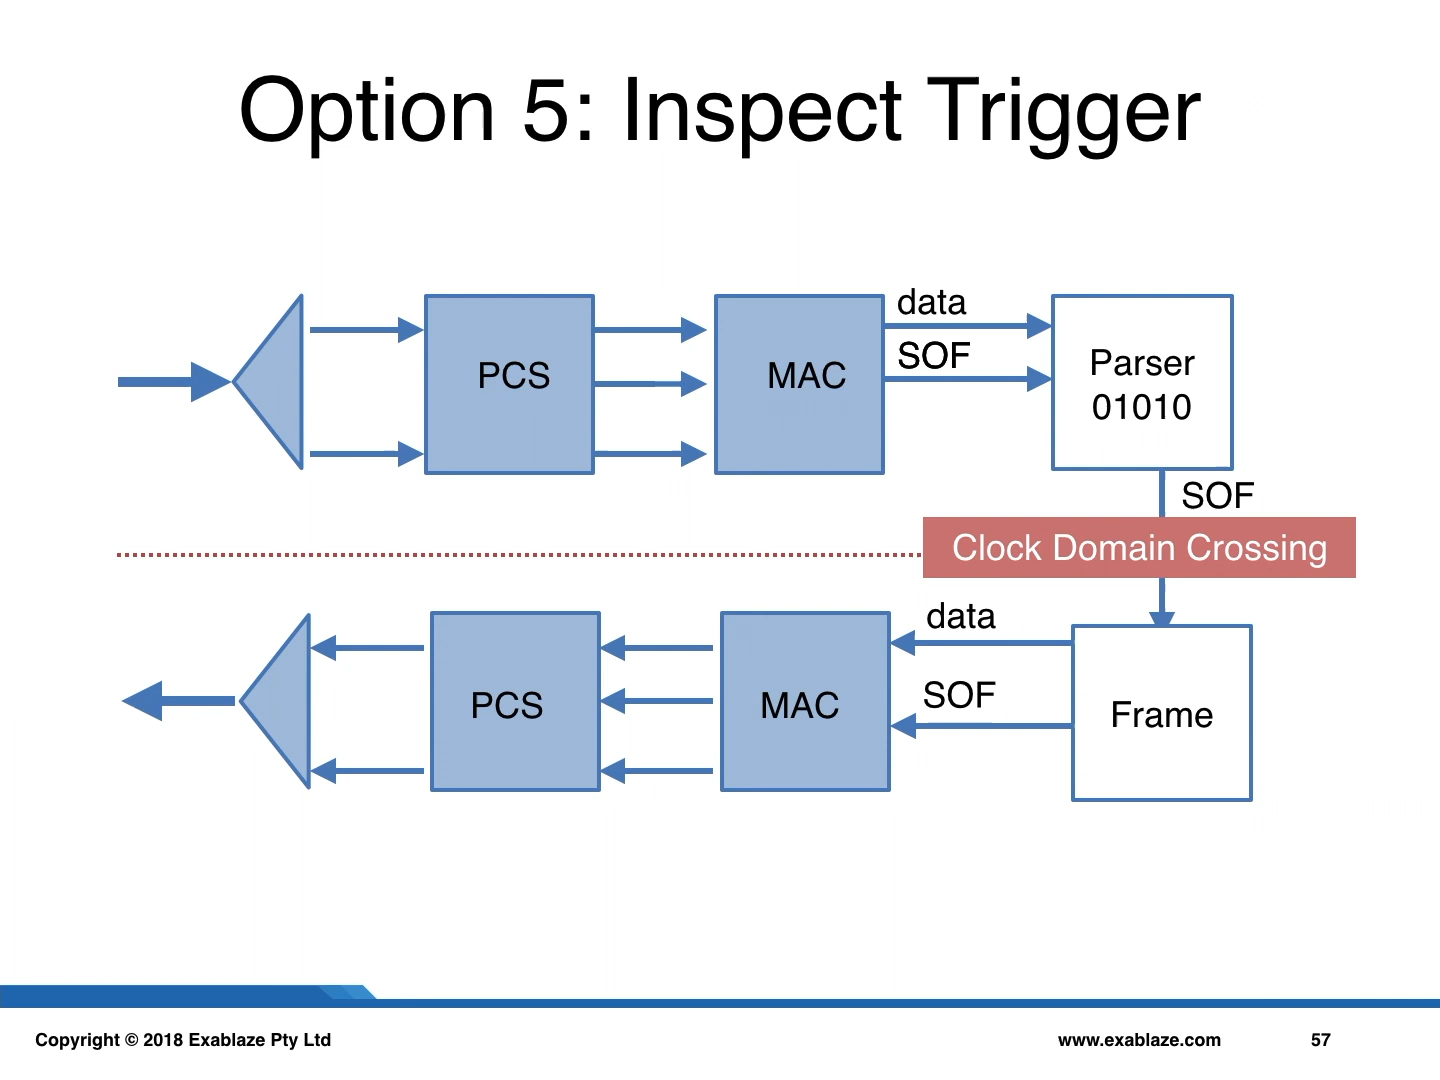 Option 5: Inspect Trigger
data
SOF
PCS
MAC
Parser
01010
SOF
Clock Domain Crossing
data
SOF
PCS
MAC
Frame
Copyright © 2018 Exablaze Pty Ltd
www.exablaze.com
57